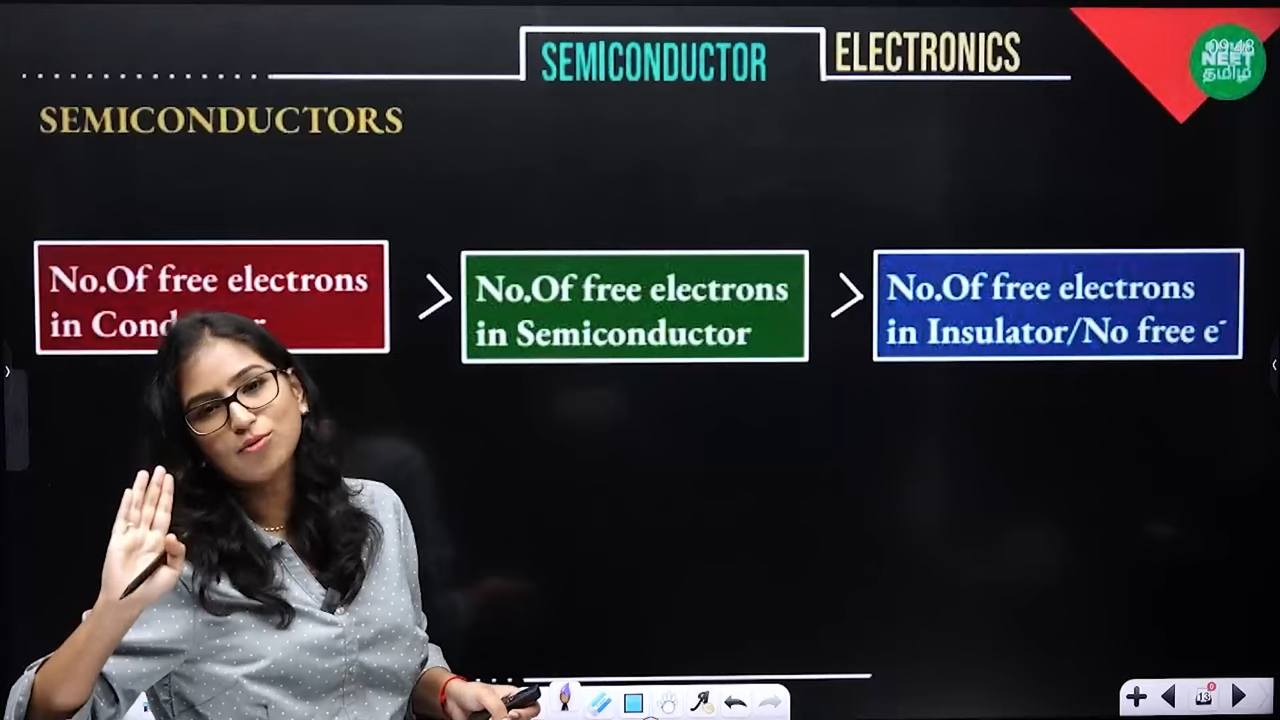 SEMICONDUCTOR ELECTRONICS
NEET
தமிழ்
SEMICONDUCTORS
No.Of free electrons
in Cond r
>
No.Of free electrons
in Semiconductor
>
No.Of free electrons
in Insulator/No free e⁻
13